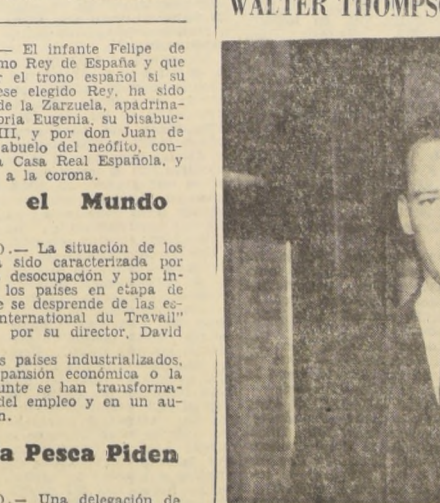 — El infante Felipe de
mo Rey de España y que
r el trono español si su
ese elegido Rey, ha sido
de la Zarzuela, apadrina-
oria Eugenia, su bisabue-
III, y por don Juan de
abuelo del neófito, con-
a Casa Real Española, y
a la corona.
el Mundo
).— La situación de los
sido caracterizada por
desocupación y por in-
los países en etapa de
e se desprende de las es-
nternational du Travail"
por su director, David
s países industrializados,
pansión económica o la
unte se han transforma-
del empleo y en un au-
n.
a Pesca Piden
).— Una delegación de
WALTER THOMPSO